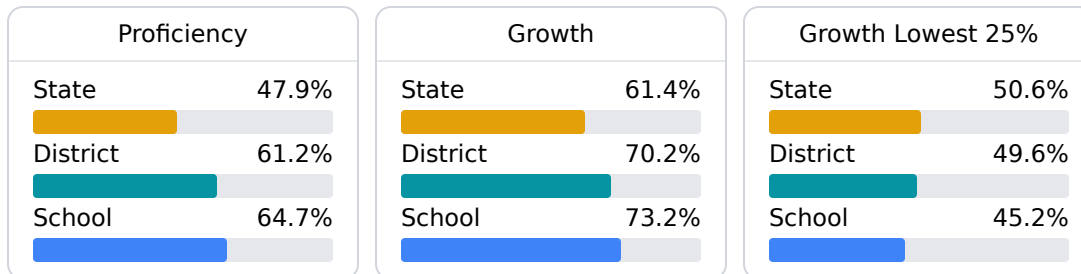 Proficiency
State 47.9%
District 61.2%
School 64.7%
Growth
State 61.4%
District 70.2%
School 73.2%
Growth Lowest 25%
State 50.6%
District 49.6%
School 45.2%